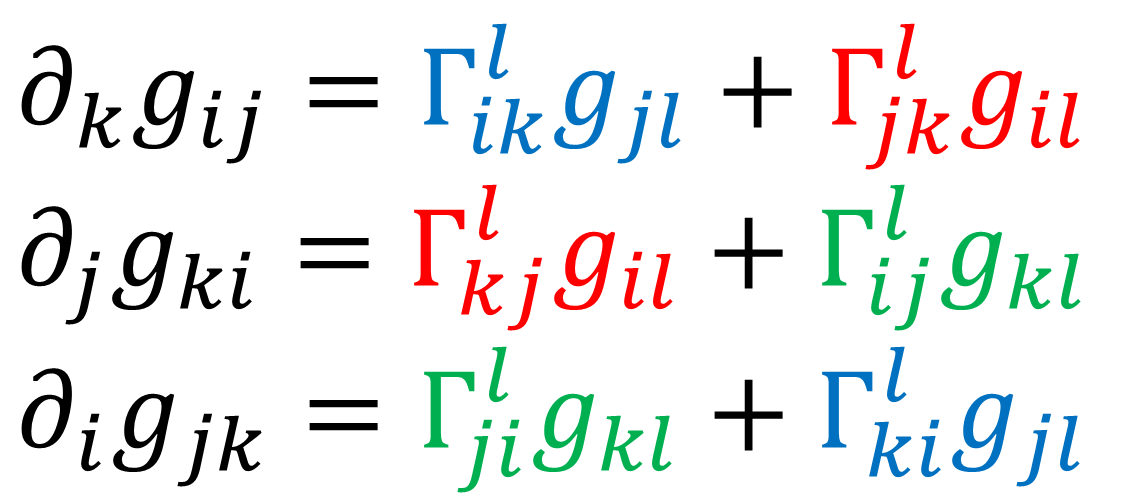 ∂ₖgᵢⱼ = Γˡᵢₖgⱼₗ + Γˡⱼₖgᵢₗ
∂ⱼgₖᵢ = Γˡₖⱼgᵢₗ + Γˡᵢⱼgₖₗ
∂ᵢgⱼₖ = Γˡⱼᵢgₖₗ + Γˡₖᵢgⱼₗ